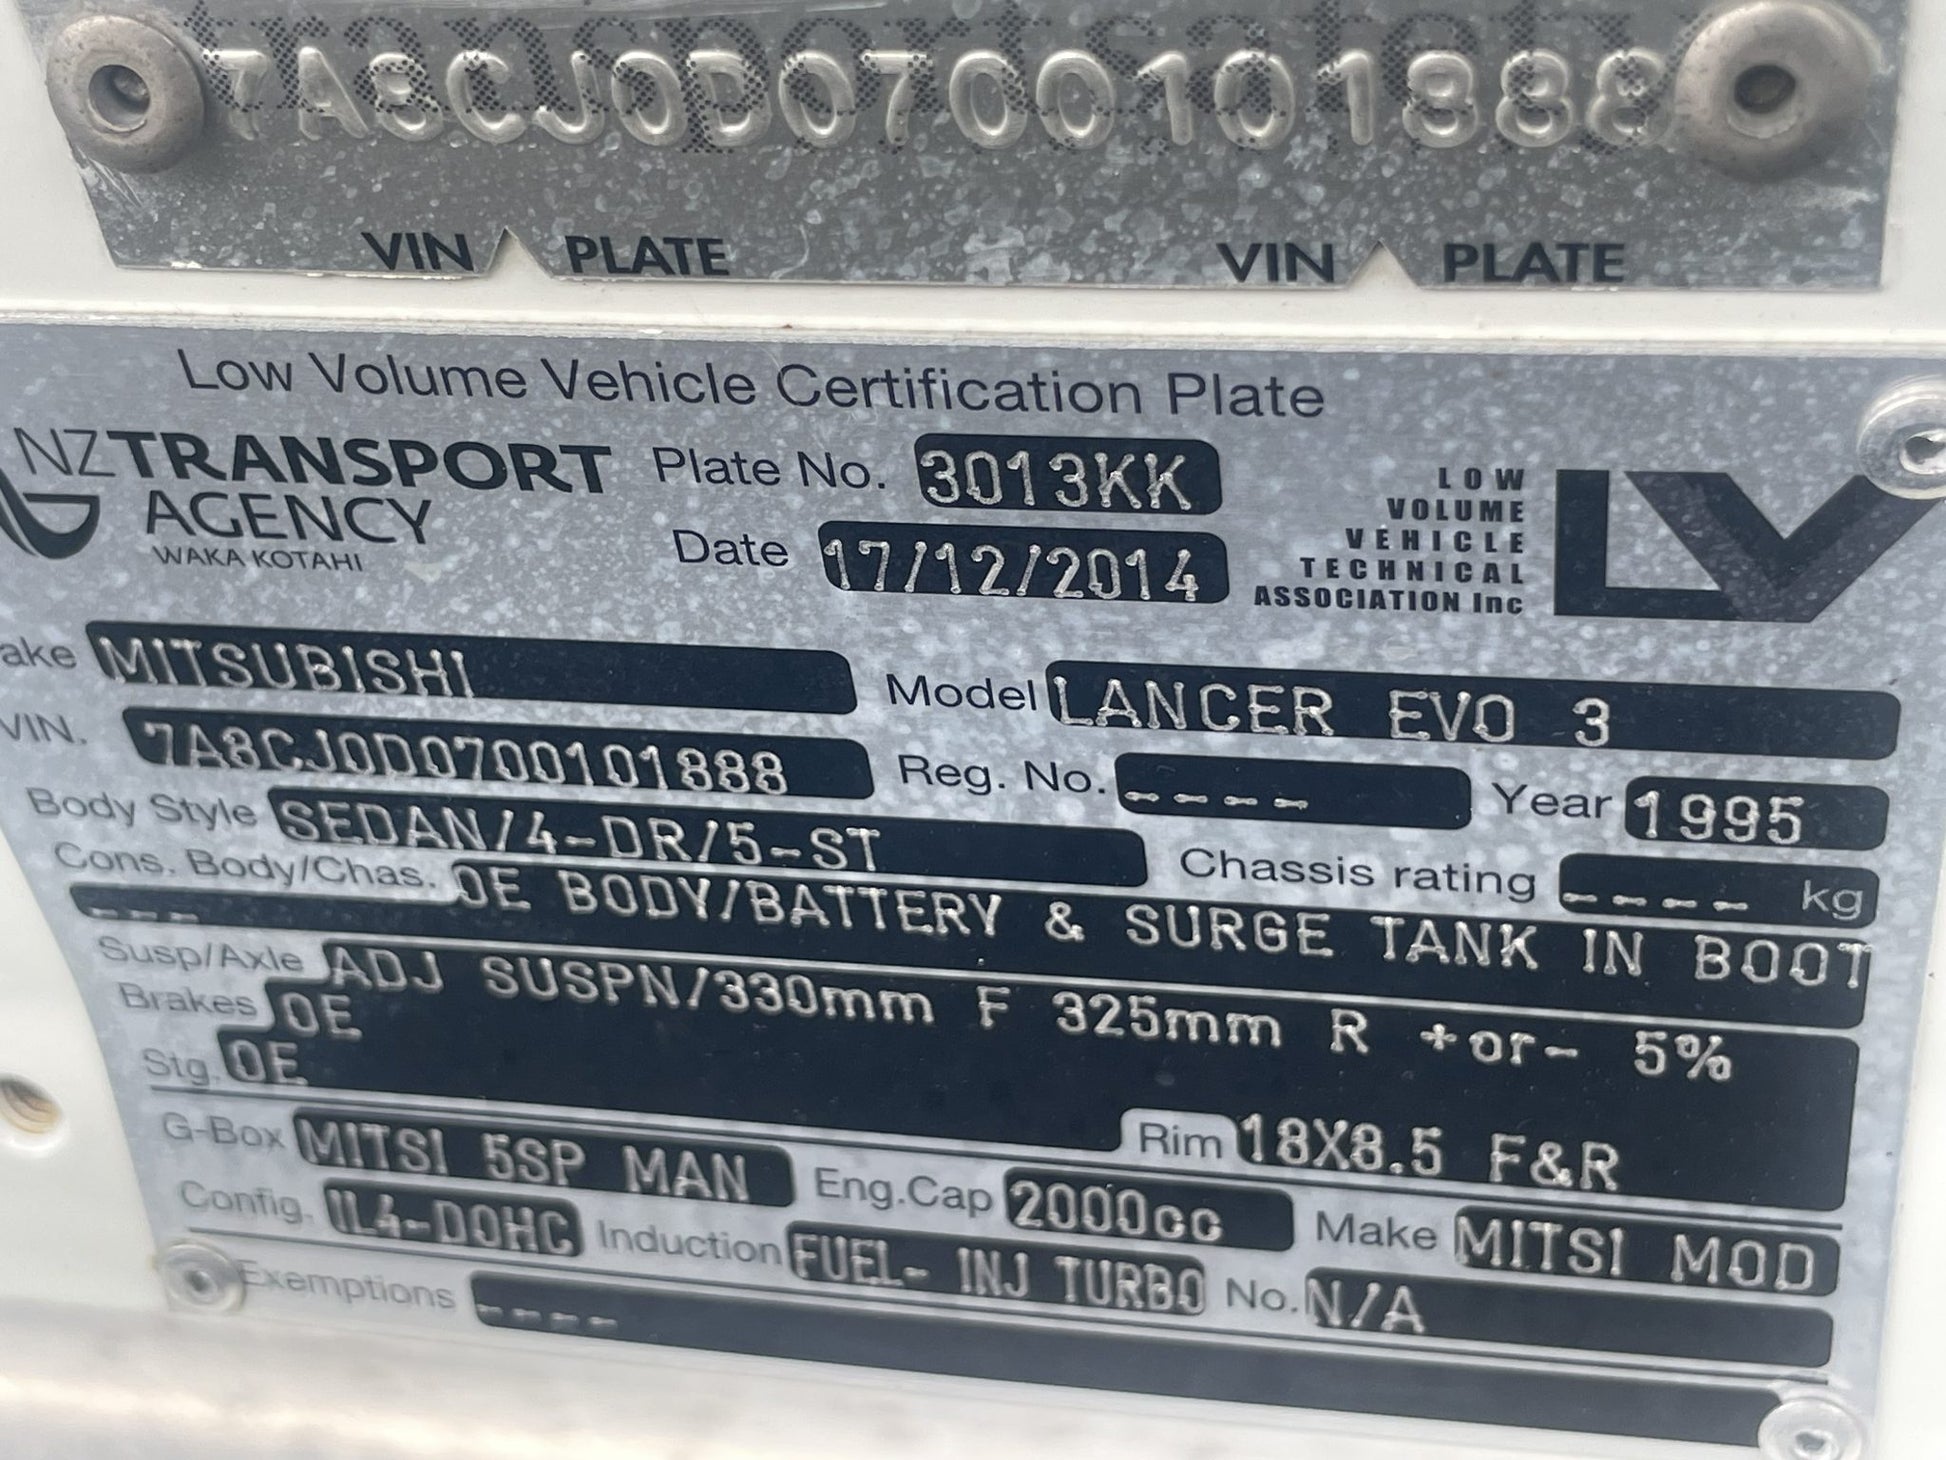 7A8CJ0D0700101888
VIN PLATE VIN PLATE
Low Volume Vehicle Certification Plate
NZ TRANSPORT AGENCY
WAKA KOTAHI
Plate No. 3013KK
Date 17/12/2014
LOW
VOLUME
VEHICLE
TECHNICAL
ASSOCIATION Inc
LV
ake MITSUBISHI Model LANCER EVO 3
VIN. 7A8CJ0D0700101888 Reg. No. ---- Year 1995
Body Style SEDAN/4-DR/5-ST Chassis rating ---- kg
Cons. Body/Chas. OE BODY/BATTERY & SURGE TANK IN BOOT
---
Susp/Axle ADJ SUSPN/330mm F 325mm R +or- 5%
Brakes OE
Stg. OE
Rim 18X8.5 F&R
G-Box MITSI 5SP MAN Eng.Cap 2000cc Make MITSI MOD
Config. IL4-DOHC Induction FUEL- INJ TURBO No. N/A
Exemptions ----